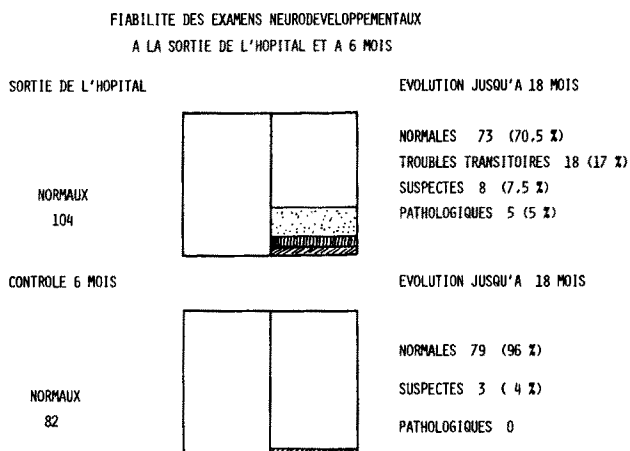 FIABILITE DES EXAMENS NEURODEVELOPPEMENTAUX
A LA SORTIE DE L'HOPITAL ET A 6 MOIS
SORTIE DE L'HOPITAL
EVOLUTION JUSQU'A 18 MOIS
NORMAUX
104
NORMALES 73 (70,5 %)
TROUBLES TRANSITOIRES 18 (17 %)
SUSPECTES 8 (7,5 %)
PATHOLOGIQUES 5 (5 %)
CONTROLE 6 MOIS
EVOLUTION JUSQU'A 18 MOIS
NORMAUX
82
NORMALES 79 (96 %)
SUSPECTES 3 ( 4 %)
PATHOLOGIQUES 0